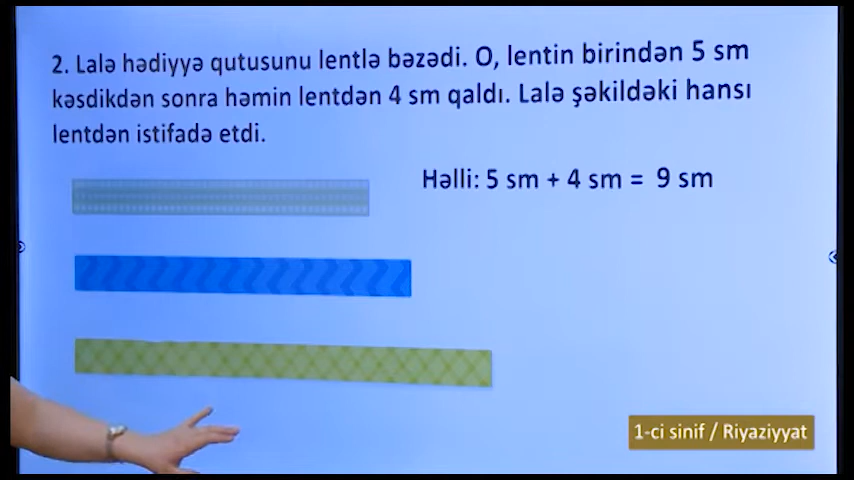 2. Lalə hədiyyə qutusunu lentlə bəzədi. O, lentin birindən 5 sm
kəsdikdən sonra həmin lentdən 4 sm qaldı. Lalə şəkildəki hansı
lentdən istifadə etdi.
Həlli: 5 sm + 4 sm = 9 sm
1-ci sinif / Riyaziyyat